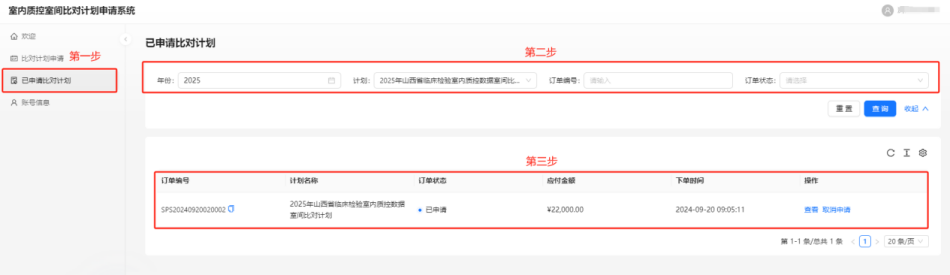 室内质控室间比对计划申请系统
欢迎
比对计划申请 第一步
已申请比对计划
账号信息
已申请比对计划
第二步
年份: 2025 计划: 2025年山西省临床检验室内质控数据室间比... 订单编号: 请输入 订单状态: 请选择
重置 查询 收起
第三步
订单编号 计划名称 订单状态 应付金额 下单时间 操作
SPS20240920020002 2025年山西省临床检验室内质控数据室间比对计划 已申请 ¥22,000.00 2024-09-20 09:05:11 查看 取消申请
第 1-1 条/总共 1 条 < 1 > 20 条/页